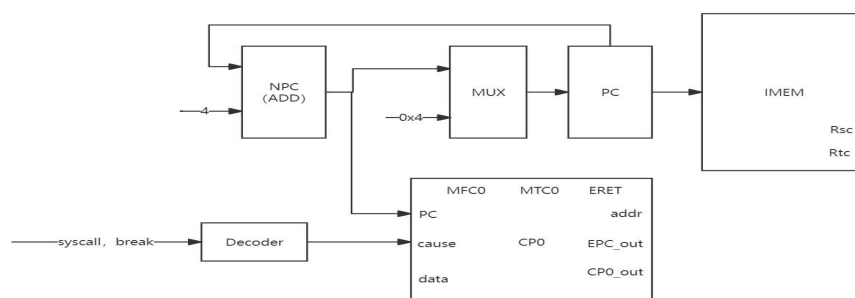 NPC
(ADD)
4
MUX
0x4
PC
IMEM
Rsc
Rtc
MFC0 MTC0 ERET
PC addr
syscall, break Decoder cause CP0 EPC_out
data CP0_out